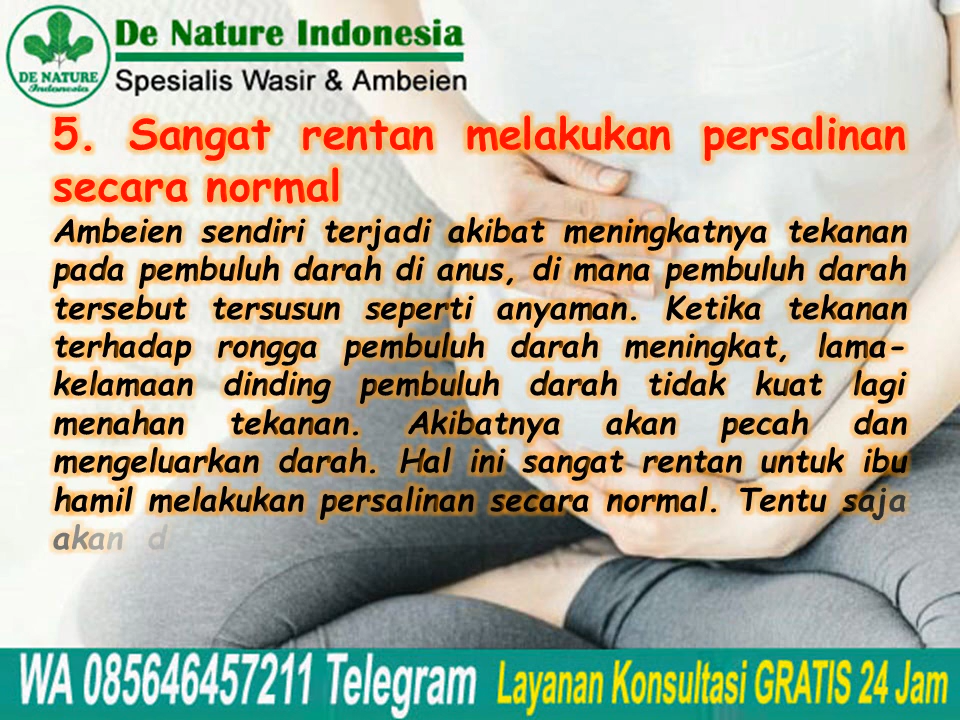 De Nature Indonesia
DE NATURE
Indonesia
Spesialis Wasir & Ambeien
5. Sangat rentan melakukan persalinan
secara normal
Ambeien sendiri terjadi akibat meningkatnya tekanan
pada pembuluh darah di anus, di mana pembuluh darah
tersebut tersusun seperti anyaman. Ketika tekanan
terhadap rongga pembuluh darah meningkat, lama-
kelamaan dinding pembuluh darah tidak kuat lagi
menahan tekanan. Akibatnya akan pecah dan
mengeluarkan darah. Hal ini sangat rentan untuk ibu
hamil melakukan persalinan secara normal. Tentu saja
akan d
WA 085646457211 Telegram Layanan Konsultasi GRATIS 24 Jam